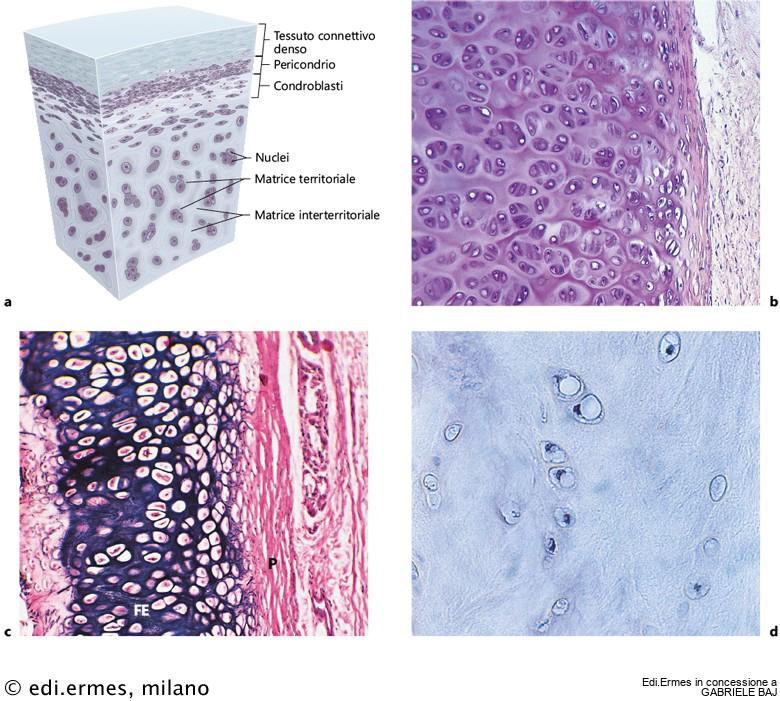 Tessuto connettivo
denso
Pericondrio
Condroblasti
Nuclei
Matrice territoriale
Matrice interterritoriale
a
b
P
FE
c
d
© edi.ermes, milano
Edi.Ermes in concessione a
GABRIELE BAJ